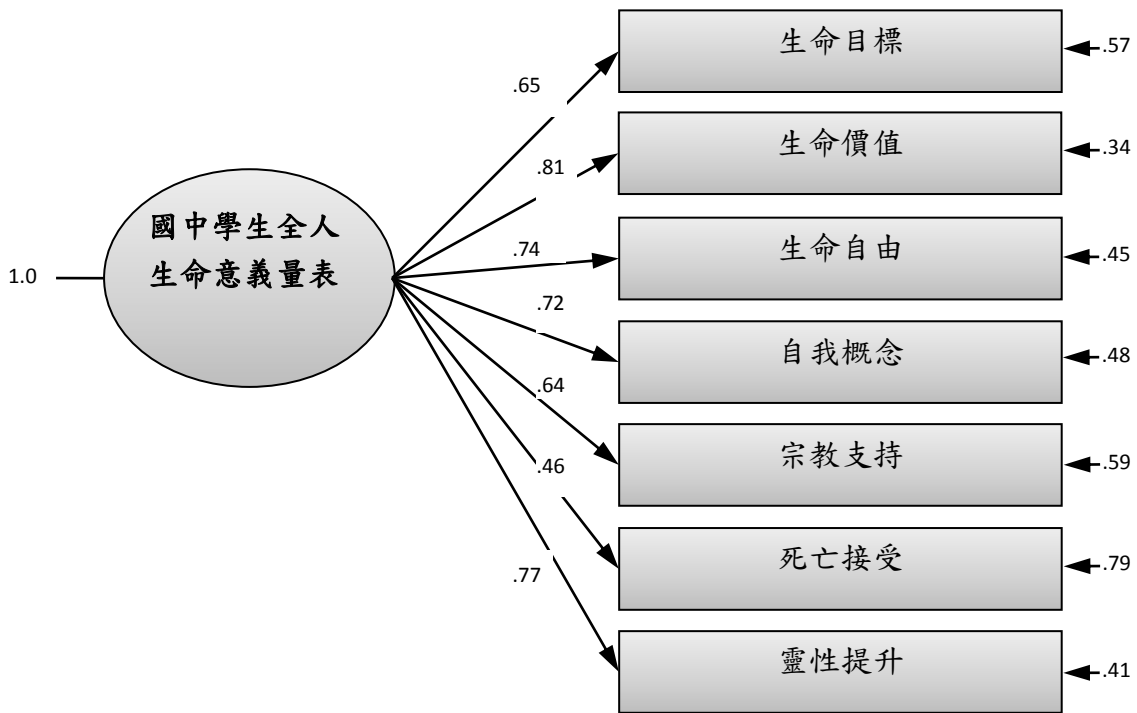 生命目標
.57
.65
生命價值
.34
.81
國中學生全人
生命意義量表
1.0
生命自由
.45
.74
自我概念
.48
.72
宗教支持
.59
.64
死亡接受
.79
.46
靈性提升
.41
.77